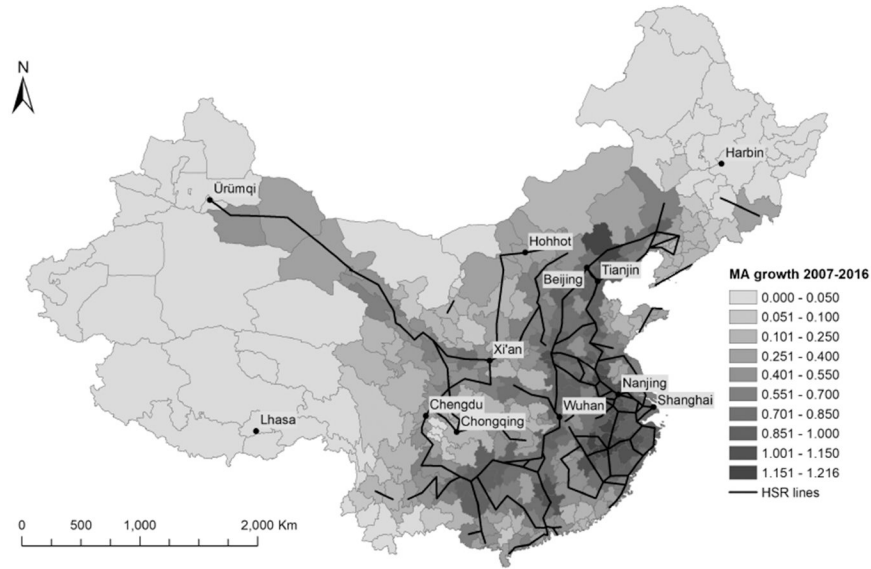 N
Harbin
Ürümqi
Hohhot
Beijing
Tianjin
Xi'an
Nanjing
Shanghai
Chengdu
Wuhan
Chongqing
Lhasa
MA growth 2007-2016
0.000 - 0.050
0.051 - 0.100
0.101 - 0.250
0.251 - 0.400
0.401 - 0.550
0.551 - 0.700
0.701 - 0.850
0.851 - 1.000
1.001 - 1.150
1.151 - 1.216
HSR lines
0 500 1,000 2,000 Km